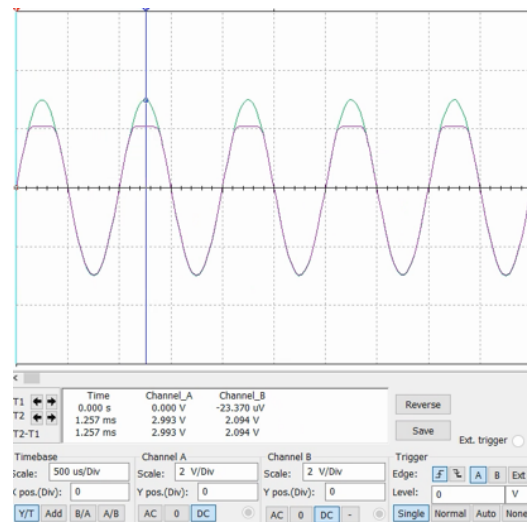 T1
T2
T2-T1
Time Channel_A Channel_B
0.000 s 0.000 V -23.370 uV
1.257 ms 2.993 V 2.094 V
1.257 ms 2.993 V 2.094 V
Reverse
Save
Ext. trigger
Timebase
Scale: 500 us/Div
X pos.(Div): 0
Y/T Add B/A A/B
Channel A
Scale: 2 V/Div
Y pos.(Div): 0
AC 0 DC
Channel B
Scale: 2 V/Div
Y pos.(Div): 0
AC 0 DC -
Trigger
Edge: A B Ext
Level: 0 V
Single Normal Auto None